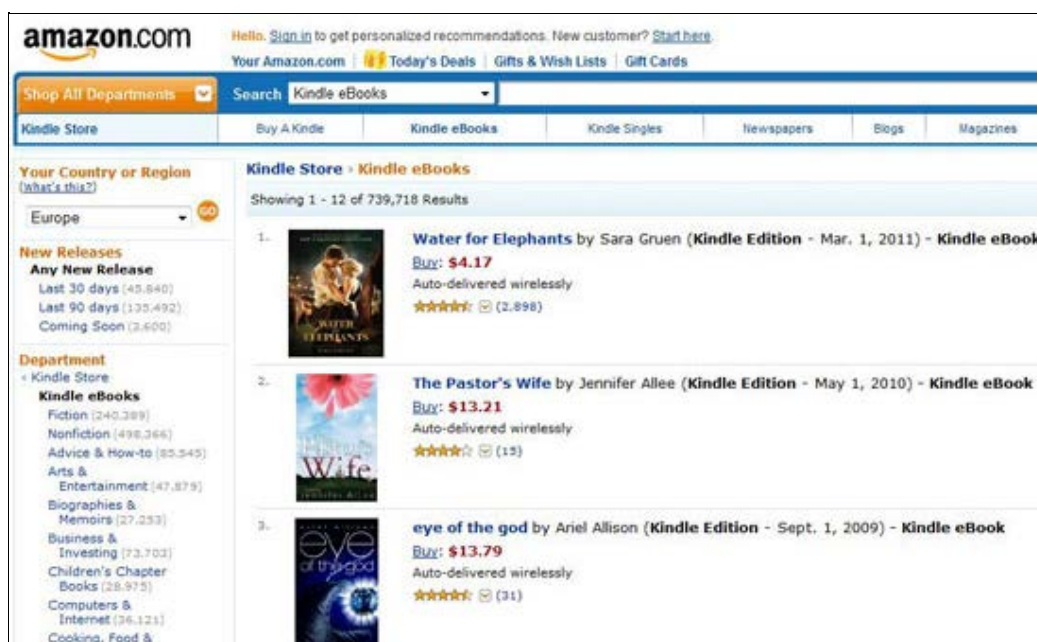 amazon.com
Hello. Sign in to get personalized recommendations. New customer? Start here.
Your Amazon.com Today's Deals Gifts & Wish Lists Gift Cards
Shop All Departments Search Kindle eBooks
Kindle Store Buy A Kindle Kindle eBooks Kindle Singles Newspapers Blogs Magazines
Your Country or Region
(What's this?)
Europe GO
New Releases
Any New Release
Last 30 days (45,840)
Last 90 days (135,492)
Coming Soon (3,600)
Department
‹ Kindle Store
Kindle eBooks
Fiction (240,389)
Nonfiction (498,366)
Advice & How-to (85,545)
Arts &
Entertainment (47,879)
Biographies &
Memoirs (27,253)
Business &
Investing (73,703)
Children's Chapter
Books (28,975)
Computers &
Internet (36,121)
Cooking, Food &
Kindle Store › Kindle eBooks
Showing 1 - 12 of 739,718 Results
1.
WATER
ELEPHANTS
Water for Elephants by Sara Gruen (Kindle Edition - Mar. 1, 2011) - Kindle eBook
Buy: $4.17
Auto-delivered wirelessly
(2,898)
2.
Pastor's
Wife
Jennifer Allee
The Pastor's Wife by Jennifer Allee (Kindle Edition - May 1, 2010) - Kindle eBook
Buy: $13.21
Auto-delivered wirelessly
(15)
3.
ariel allison
eye
of the god
eye of the god by Ariel Allison (Kindle Edition - Sept. 1, 2009) - Kindle eBook
Buy: $13.79
Auto-delivered wirelessly
(31)